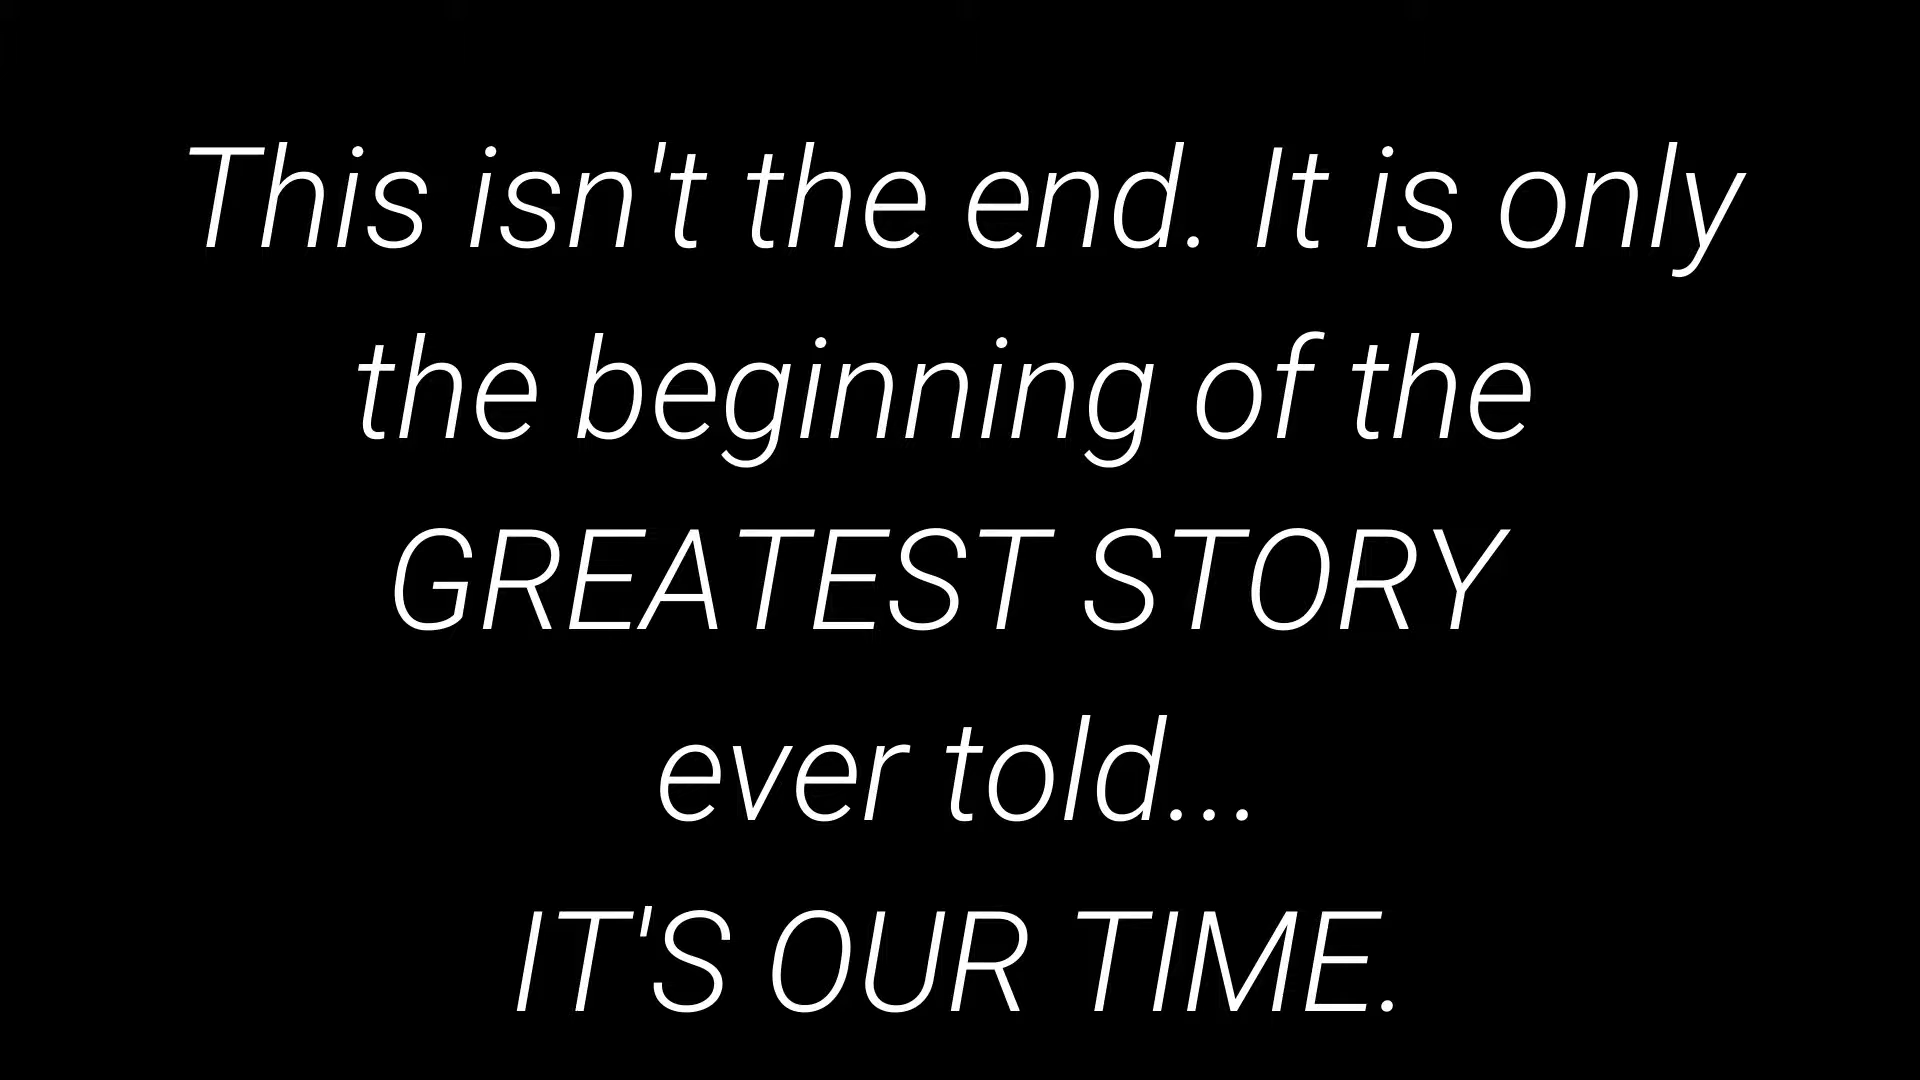 This isn't the end. It is only
the beginning of the
GREATEST STORY
ever told...
IT'S OUR TIME.